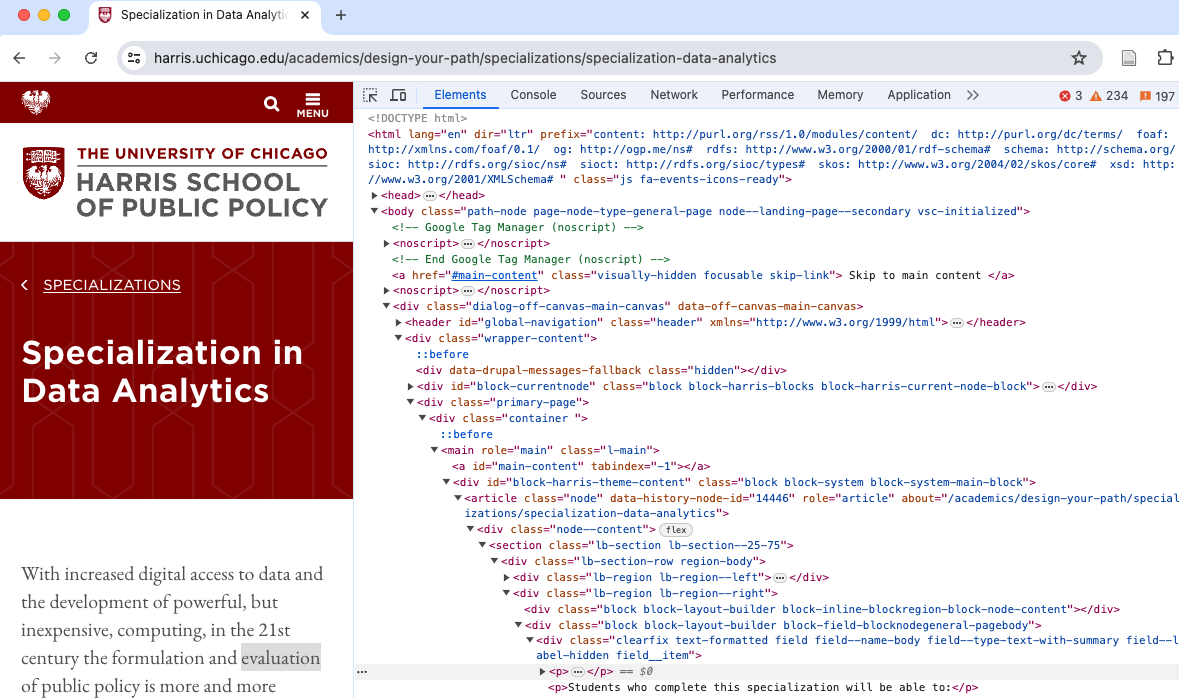 Specialization in Data Analytic
harris.uchicago.edu/academics/design-your-path/specializations/specialization-data-analytics
MENU
THE UNIVERSITY OF CHICAGO
HARRIS SCHOOL
OF PUBLIC POLICY
SPECIALIZATIONS
Specialization in
Data Analytics
With increased digital access to data and
the development of powerful, but
inexpensive, computing, in the 21st
century the formulation and evaluation
of public policy is more and more
Elements Console Sources Network Performance Memory Application 3 234 197
<!DOCTYPE html>
<html lang="en" dir="ltr" prefix="content: http://purl.org/rss/1.0/modules/content/  dc: http://purl.org/dc/terms/  foaf:
http://xmlns.com/foaf/0.1/  og: http://ogp.me/ns#  rdfs: http://www.w3.org/2000/01/rdf-schema#  schema: http://schema.org/
sioc: http://rdfs.org/sioc/ns#  sioct: http://rdfs.org/sioc/types#  skos: http://www.w3.org/2004/02/skos/core#  xsd: http:
//www.w3.org/2001/XMLSchema# " class="js fa-events-icons-ready">
<head>…</head>
<body class="path-node page-node-type-general-page node--landing-page--secondary vsc-initialized">
<!-- Google Tag Manager (noscript) -->
<noscript>…</noscript>
<!-- End Google Tag Manager (noscript) -->
<a href="#main-content" class="visually-hidden focusable skip-link"> Skip to main content </a>
<noscript>…</noscript>
<div class="dialog-off-canvas-main-canvas" data-off-canvas-main-canvas>
<header id="global-navigation" class="header" xmlns="http://www.w3.org/1999/html">…</header>
<div class="wrapper-content">
::before
<div data-drupal-messages-fallback class="hidden"></div>
<div id="block-currentnode" class="block block-harris-blocks block-harris-current-node-block">…</div>
<div class="primary-page">
<div class="container ">
::before
<main role="main" class="l-main">
<a id="main-content" tabindex="-1"></a>
<div id="block-harris-theme-content" class="block block-system block-system-main-block">
<article class="node" data-history-node-id="14446" role="article" about="/academics/design-your-path/special
izations/specialization-data-analytics">
<div class="node--content"> flex
<section class="lb-section lb-section--25-75">
<div class="lb-section-row region-body">
<div class="lb-region lb-region--left">…</div>
<div class="lb-region lb-region--right">
<div class="block block-layout-builder block-inline-blockregion-block-node-content"></div>
<div class="block block-layout-builder block-field-blocknodegeneral-pagebody">
<div class="clearfix text-formatted field field--name-body field--type-text-with-summary field--l
abel-hidden field__item">
<p>…</p> == $0
<p>Students who complete this specialization will be able to:</p>